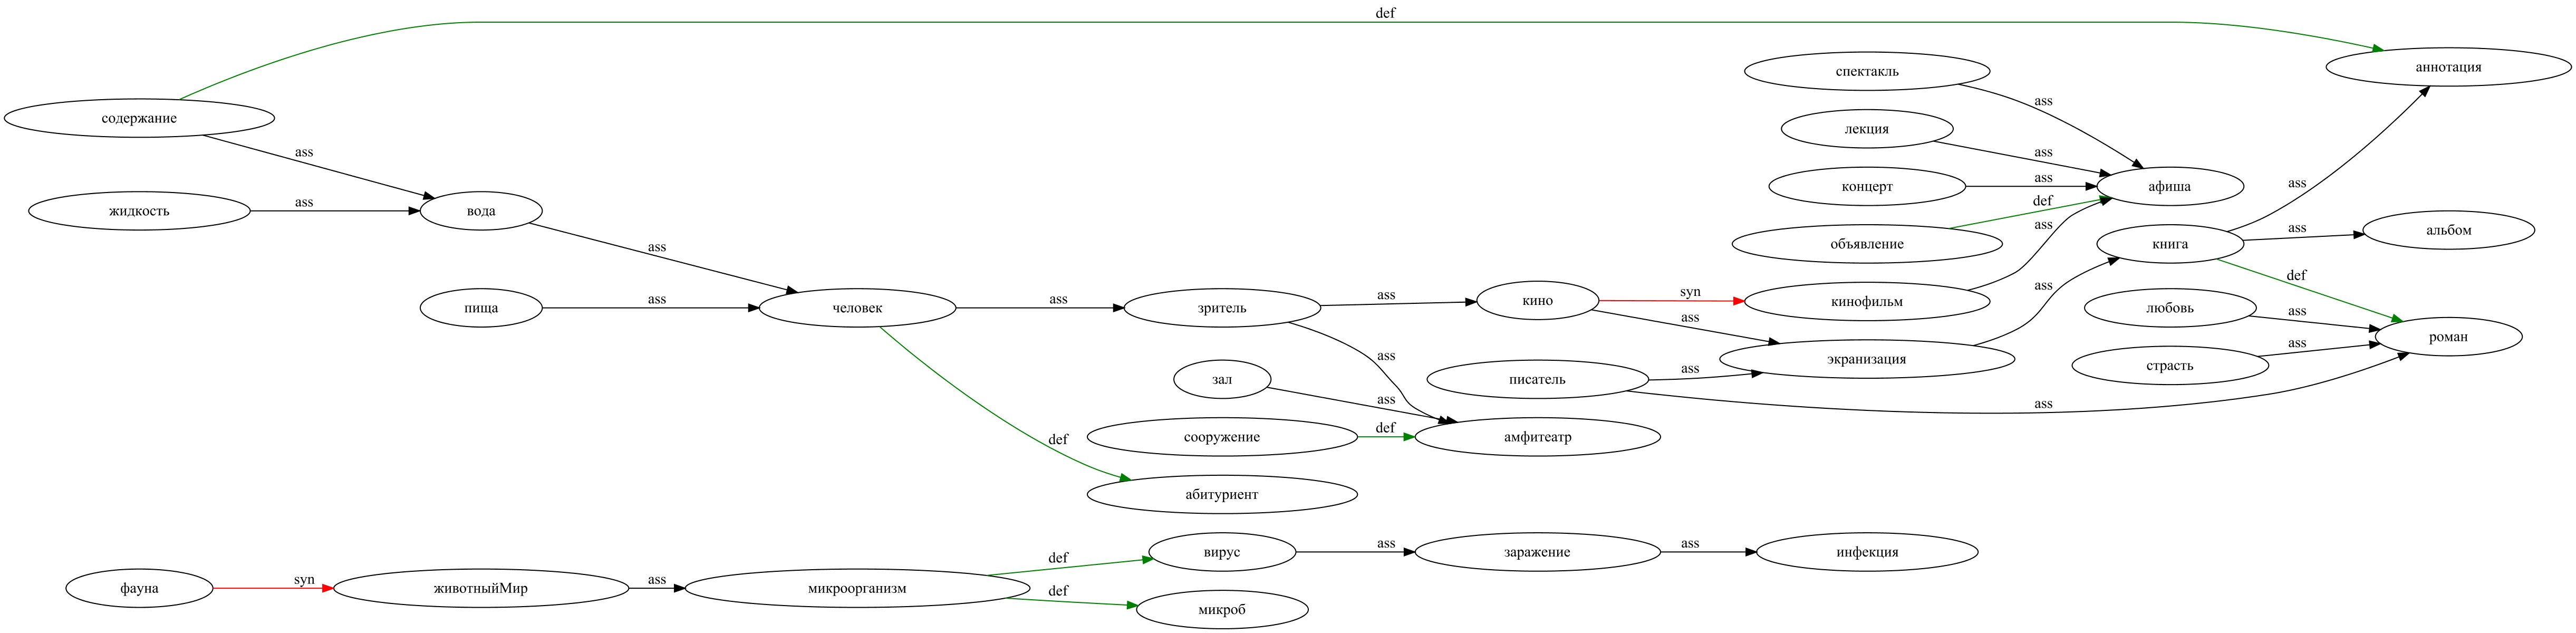 def
аннотация
спектакль
ass
содержание
лекция
ass
ass
концерт
ass
афиша
ass
жидкость
ass
вода
def
ass
альбом
объявление
ass
книга
ass
ass
def
пища
ass
человек
ass
зритель
ass
кино
syn
кинофильм
ass
любовь
ass
ass
роман
ass
экранизация
страсть
ass
зал
писатель
ass
ass
ass
def
сооружение
def
амфитеатр
абитуриент
вирус
ass
заражение
ass
инфекция
def
фауна
syn
животныйМир
ass
микроорганизм
def
микроб